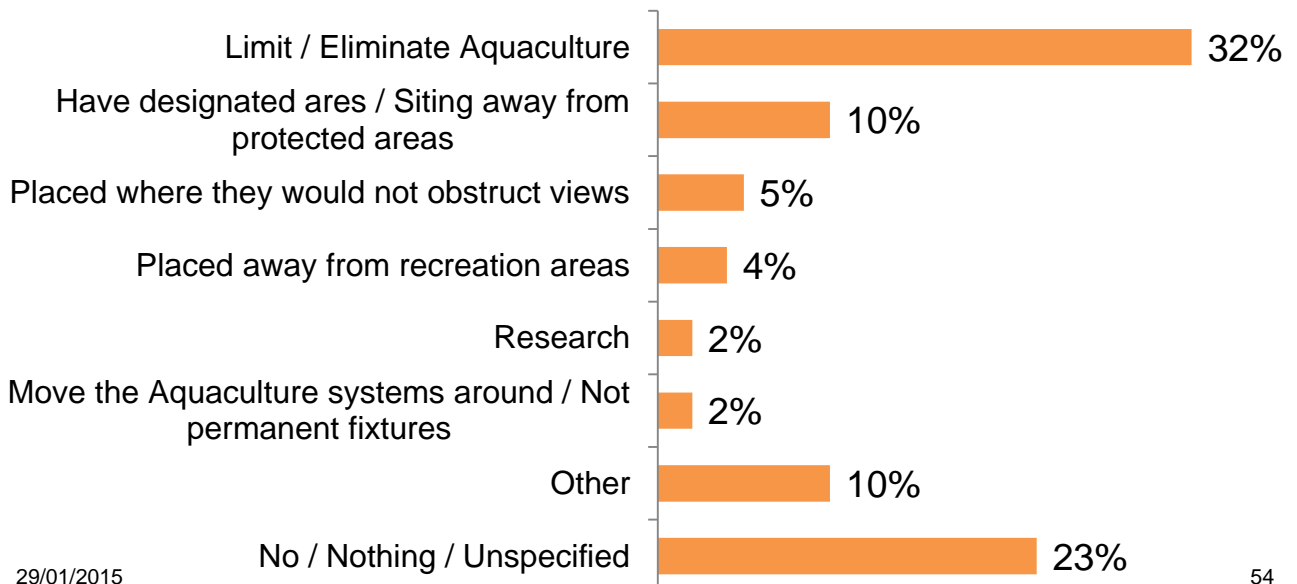 Limit / Eliminate Aquaculture 32%
Have designated ares / Siting away from
protected areas 10%
Placed where they would not obstruct views 5%
Placed away from recreation areas 4%
Research 2%
Move the Aquaculture systems around / Not
permanent fixtures 2%
Other 10%
No / Nothing / Unspecified 23%
29/01/2015 54